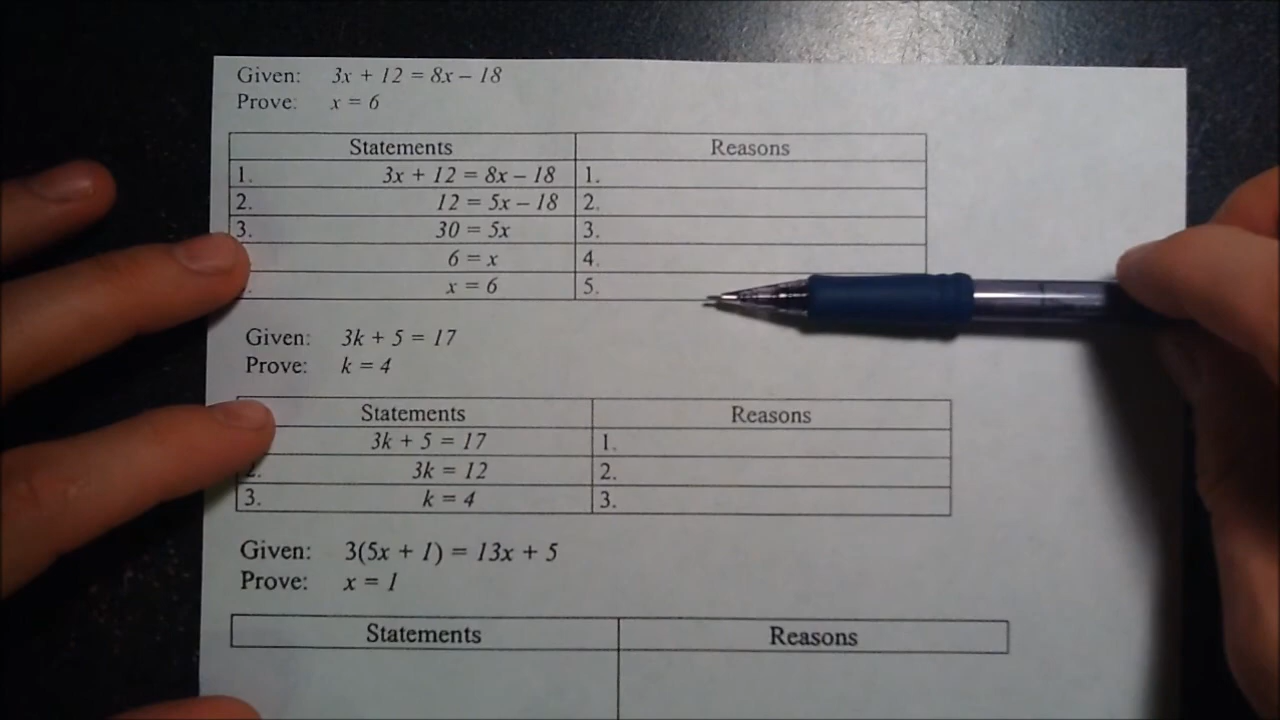 Given: 3x + 12 = 8x – 18
Prove: x = 6
Statements Reasons
1. 3x + 12 = 8x – 18 1.
2. 12 = 5x – 18 2.
3. 30 = 5x 3.
6 = x 4.
. x = 6 5.
Given: 3k + 5 = 17
Prove: k = 4
Statements Reasons
3k + 5 = 17 1.
2. 3k = 12 2.
3. k = 4 3.
Given: 3(5x + 1) = 13x + 5
Prove: x = 1
Statements Reasons